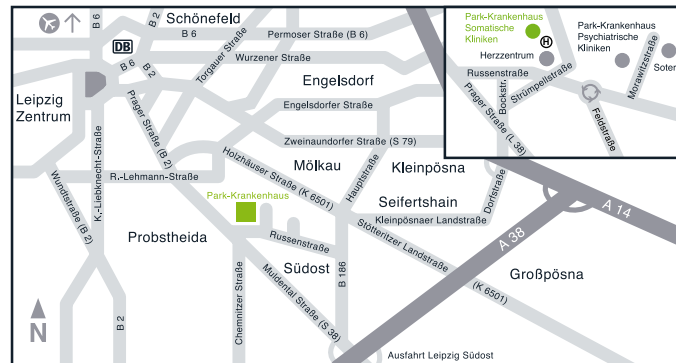 B 6
B 2
Schönefeld
B 6
Permoser Straße (B 6)
DB
B 6
B 2
Torgauer Straße
Wurzener Straße
Engelsdorf
Leipzig
Zentrum
Engelsdorfer Straße
Prager Straße (B 2)
Zweinaundorfer Straße (S 79)
K.-Liebknecht-Straße
Holzhäuser Straße (K 6501)
Mölkau
Kleinpösna
R.-Lehmann-Straße
Hauptstraße
Wundtstraße (B 2)
Park-Krankenhaus
Seifertshain
Dorfstraße
Kleinpösnaer Landstraße
A 14
A 38
Probstheida
Russenstraße
Störmthaler Landstraße
Südost
B 186
Großpösna
(K 6501)
Muldental Straße (S 38)
Chemnitzer Straße
N
B 2
Ausfahrt Leipzig Südost
Park-Krankenhaus
Somatische
Kliniken
H
Herzzentrum
Park-Krankenhaus
Psychiatrische
Kliniken
Morawitzstraße
Soter
Russenstraße
Bockstr.
Strümpellstraße
Prager Straße (L 38)
Feldstraße